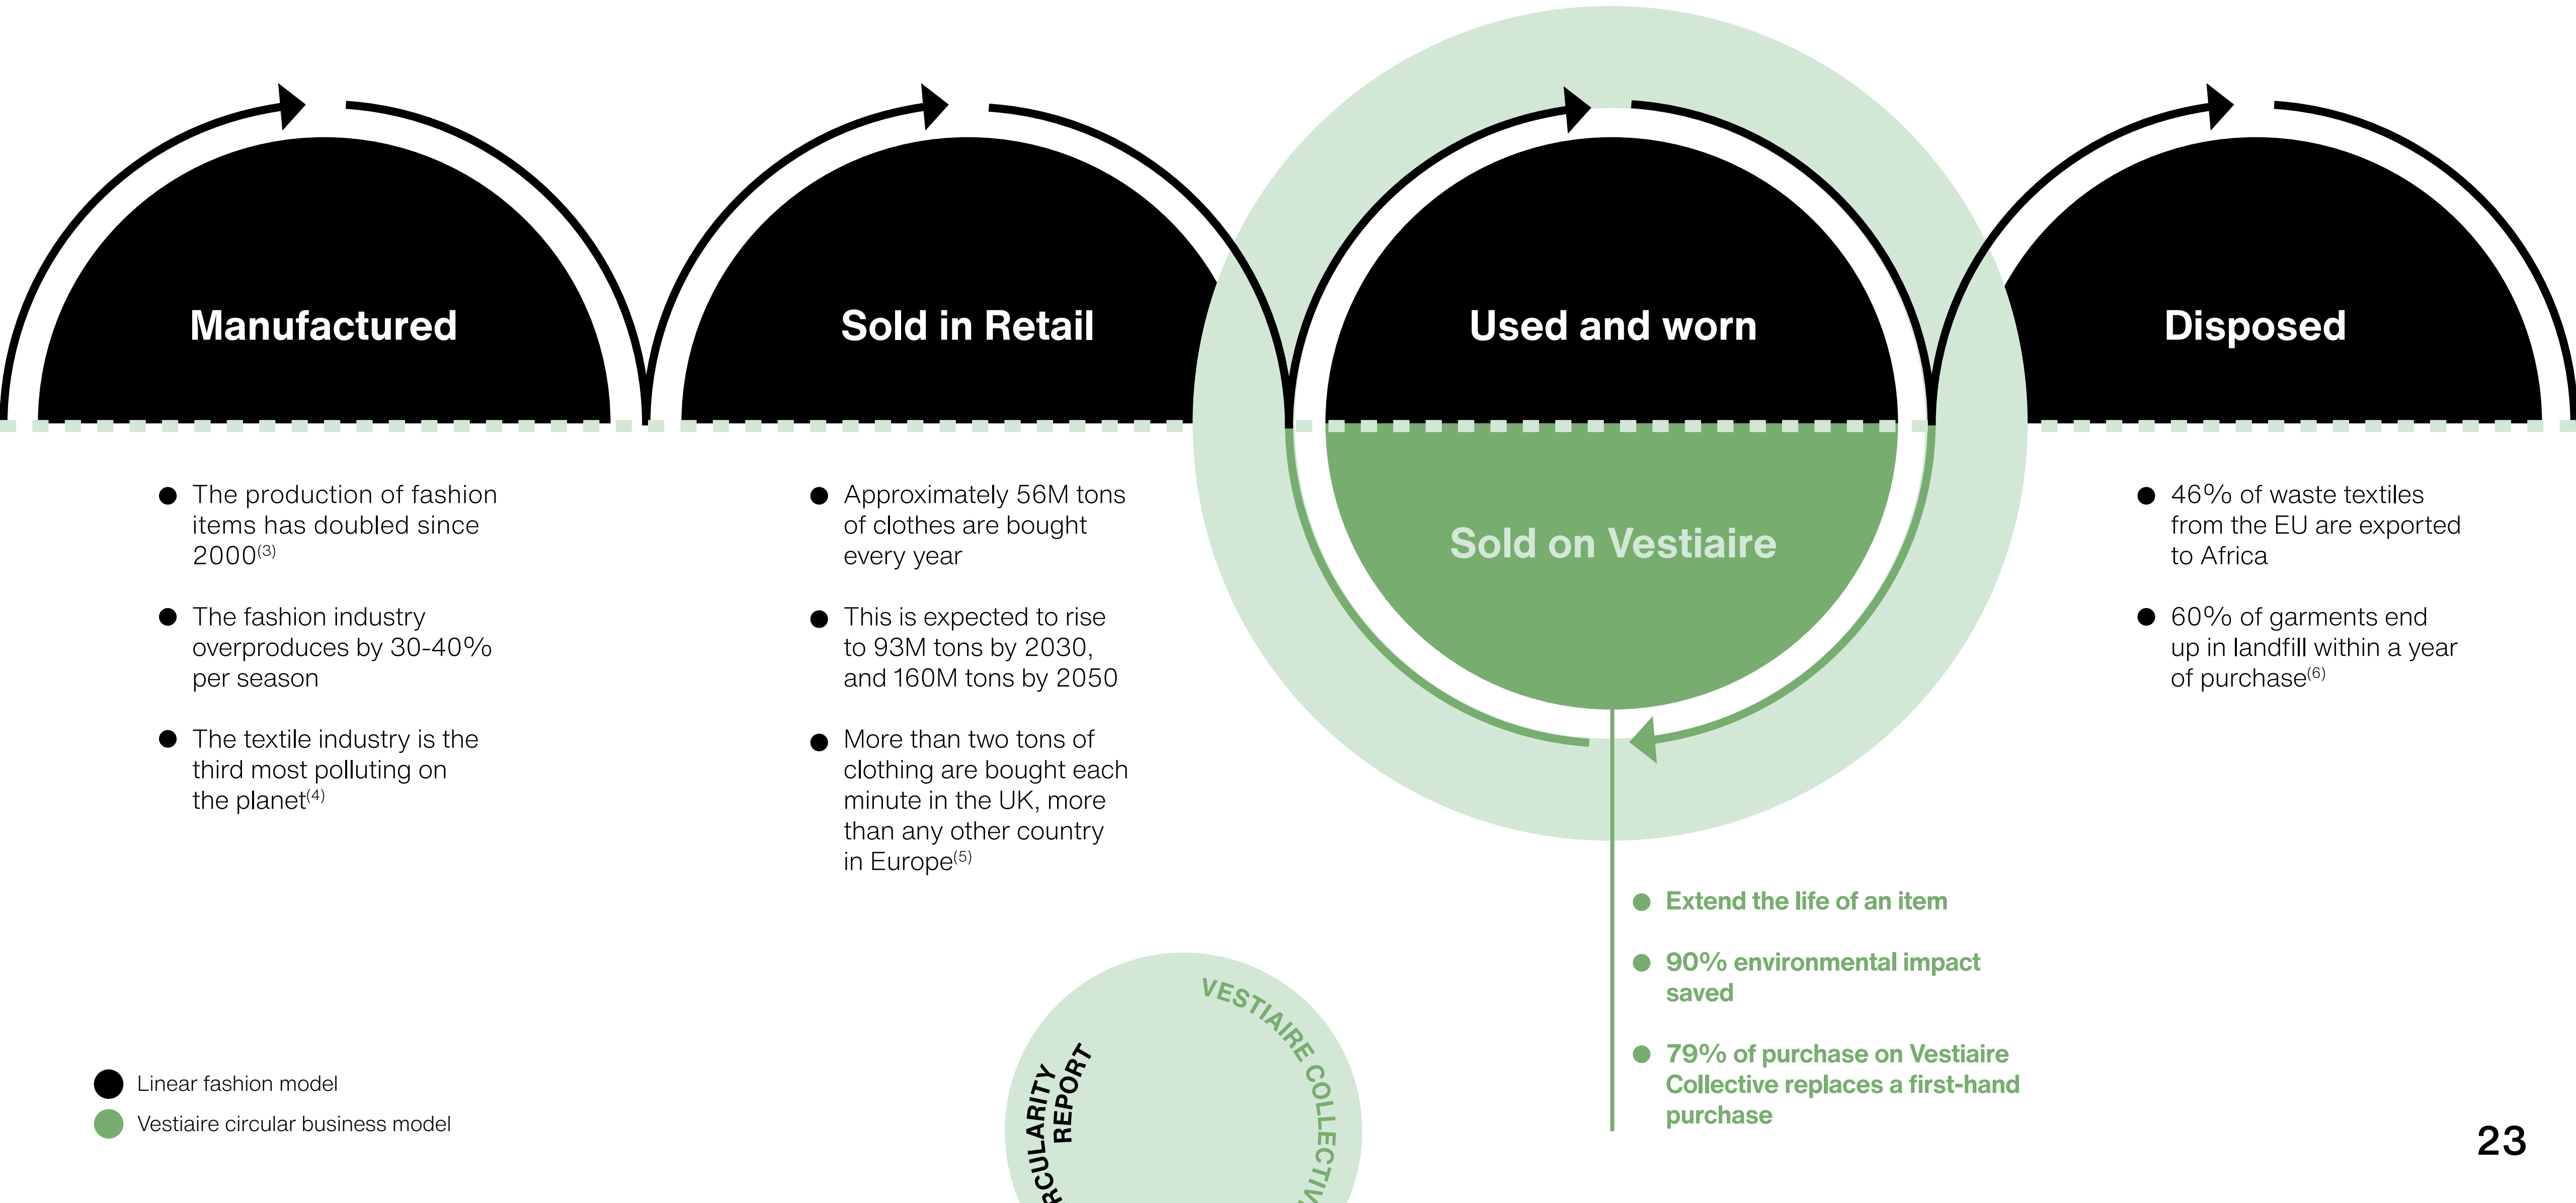 Manufactured
Sold in Retail
Used and worn
Disposed
Sold on Vestiaire
The production of fashion
items has doubled since
2000(3)
The fashion industry
overproduces by 30-40%
per season
The textile industry is the
third most polluting on
the planet(4)
Approximately 56M tons
of clothes are bought
every year
This is expected to rise
to 93M tons by 2030,
and 160M tons by 2050
More than two tons of
clothing are bought each
minute in the UK, more
than any other country
in Europe(5)
Extend the life of an item
90% environmental impact
saved
79% of purchase on Vestiaire
Collective replaces a first-hand
purchase
46% of waste textiles
from the EU are exported
to Africa
60% of garments end
up in landfill within a year
of purchase(6)
Linear fashion model
Vestiaire circular business model
RCULARITY
REPORT
VESTIAIRE COLLECTIV
23